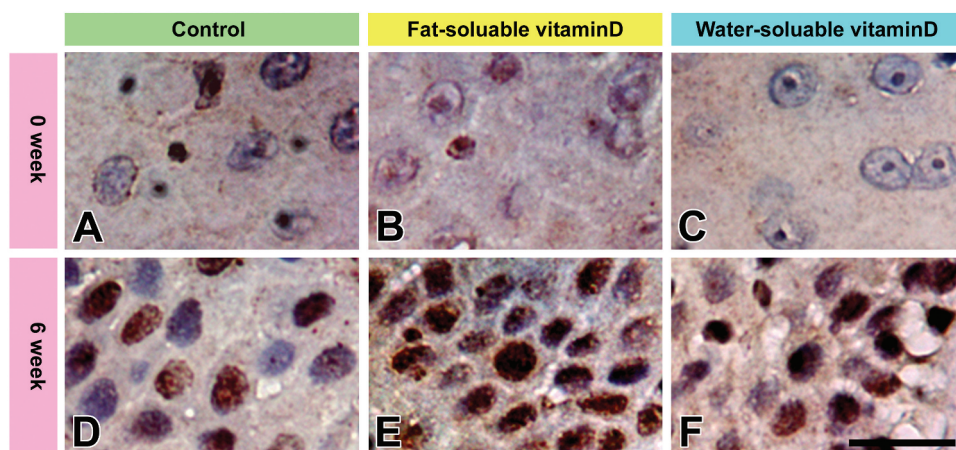 Control
Fat-soluable vitaminD
Water-soluable vitaminD
0 week
A
B
C
6 week
D
E
F